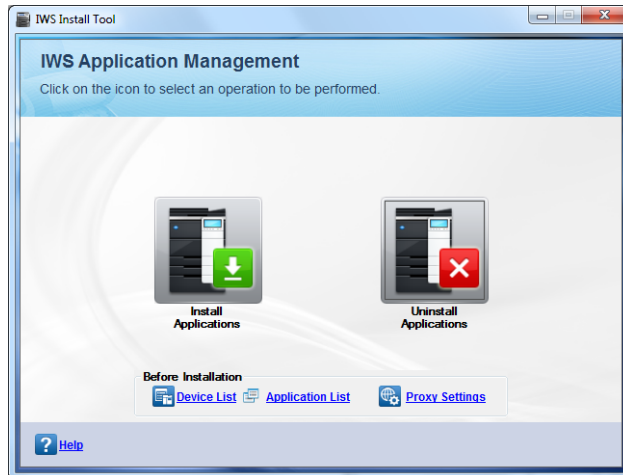 IWS Install Tool
IWS Application Management
Click on the icon to select an operation to be performed.
Install
Applications
Uninstall
Applications
Before Installation
Device List
Application List
Proxy Settings
? Help